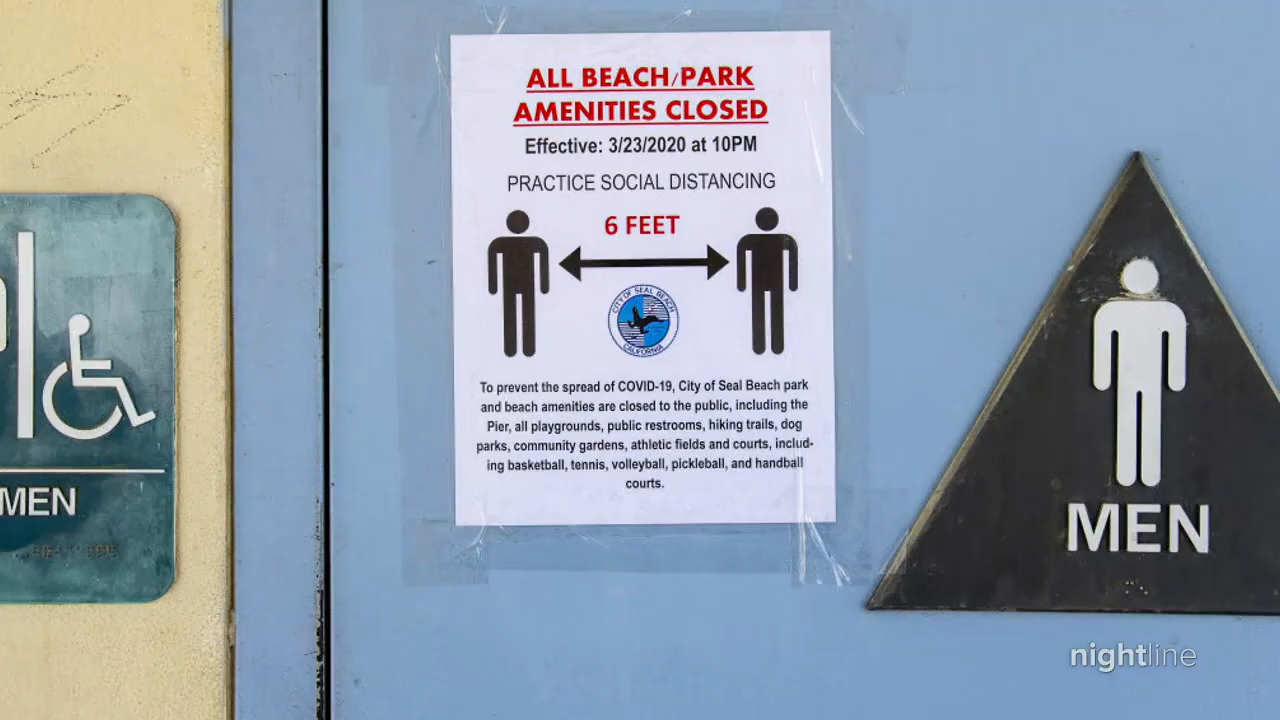 ALL BEACH/PARK
AMENITIES CLOSED
Effective: 3/23/2020 at 10PM
PRACTICE SOCIAL DISTANCING
6 FEET
CITY OF SEAL BEACH
CALIFORNIA
To prevent the spread of COVID-19, City of Seal Beach park
and beach amenities are closed to the public, including the
Pier, all playgrounds, public restrooms, hiking trails, dog
parks, community gardens, athletic fields and courts, includ-
ing basketball, tennis, volleyball, pickleball, and handball
courts.
MEN
MEN
nightline